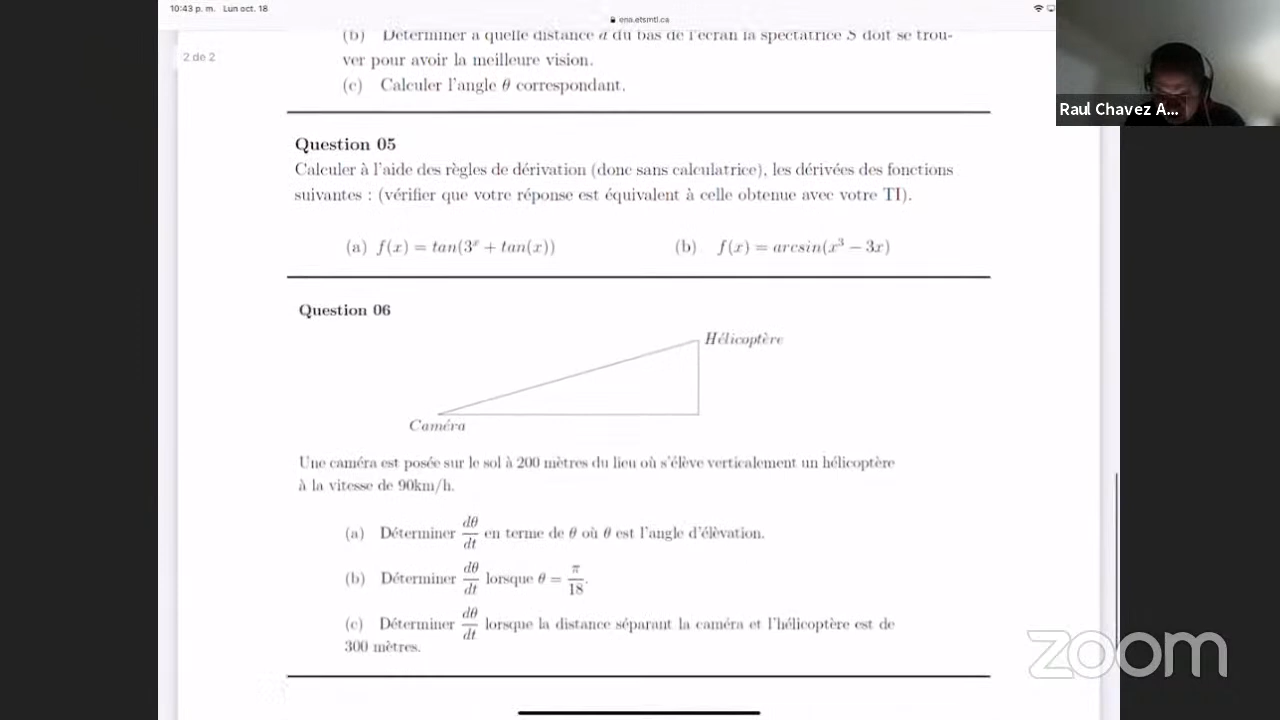 10:43 p. m. Lun oct. 18
ena.etsmtl.ca
Raul Chavez A...
2 de 2
(b) Déterminer à quelle distance d du bas de l'écran la spectatrice S doit se trou-
ver pour avoir la meilleure vision.
(c) Calculer l'angle θ correspondant.
Question 05
Calculer à l'aide des règles de dérivation (donc sans calculatrice), les dérivées des fonctions
suivantes : (vérifier que votre réponse est équivalent à celle obtenue avec votre TI).
(a) f(x) = tan(3^x + tan(x)) (b) f(x) = arcsin(x³ − 3x)
Question 06
Hélicoptère
Caméra
Une caméra est posée sur le sol à 200 mètres du lieu où s'élève verticalement un hélicoptère
à la vitesse de 90km/h.
(a) Déterminer dθ/dt en terme de θ où θ est l'angle d'élèvation.
(b) Déterminer dθ/dt lorsque θ = π/18.
(c) Déterminer dθ/dt lorsque la distance séparant la caméra et l'hélicoptère est de
300 mètres.
zoom